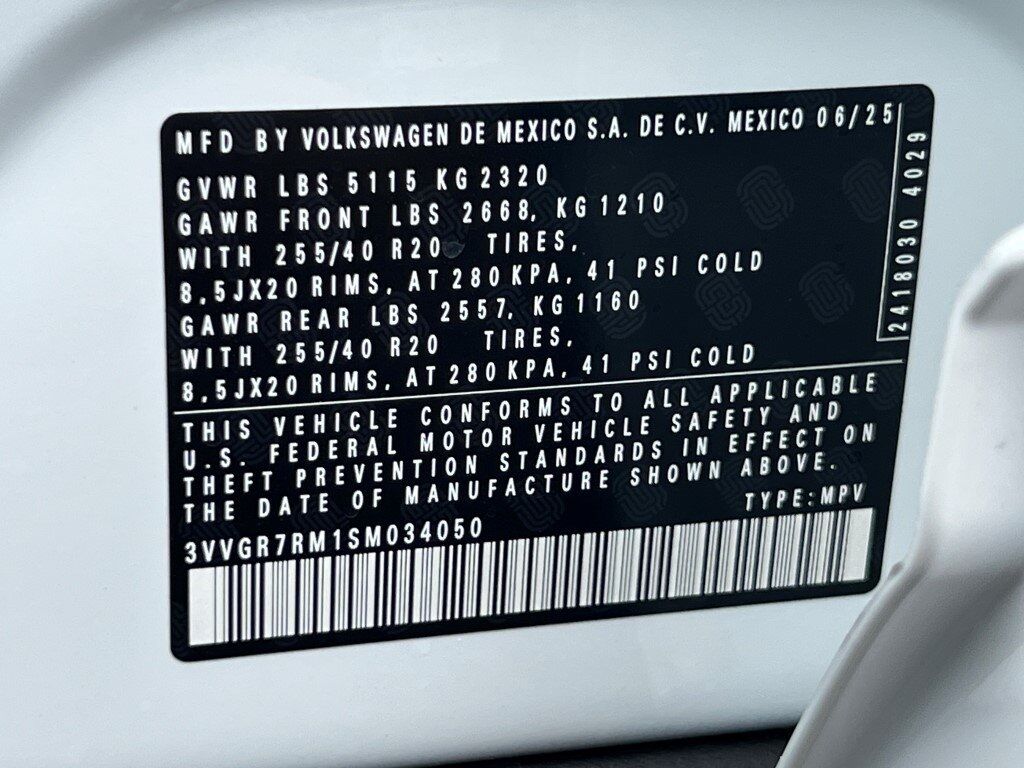 MFD BY VOLKSWAGEN DE MEXICO S.A. DE C.V. MEXICO 06/25
GVWR LBS 5115 KG 2320
GAWR FRONT LBS 2668, KG 1210
WITH 255/40 R20 TIRES,
8,5JX20 RIMS, AT 280 KPA, 41 PSI COLD
GAWR REAR LBS 2557, KG 1160
WITH 255/40 R20 TIRES,
8,5JX20 RIMS, AT 280 KPA, 41 PSI COLD
2418030 4029
THIS VEHICLE CONFORMS TO ALL APPLICABLE
U.S. FEDERAL MOTOR VEHICLE SAFETY AND
THEFT PREVENTION STANDARDS IN EFFECT ON
THE DATE OF MANUFACTURE SHOWN ABOVE.
TYPE:MPV
3VVGR7RM1SM034050